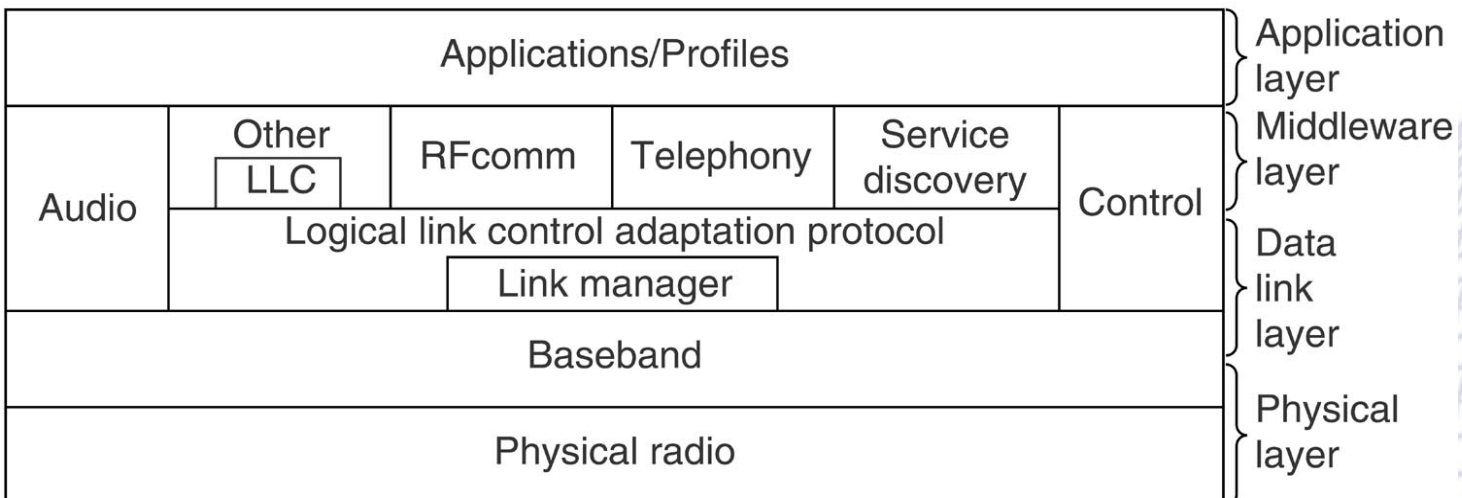 Applications/Profiles
Application
layer
Audio
Other
LLC
RFcomm
Telephony
Service
discovery
Control
Middleware
layer
Logical link control adaptation protocol
Link manager
Data
link
layer
Baseband
Physical radio
Physical
layer